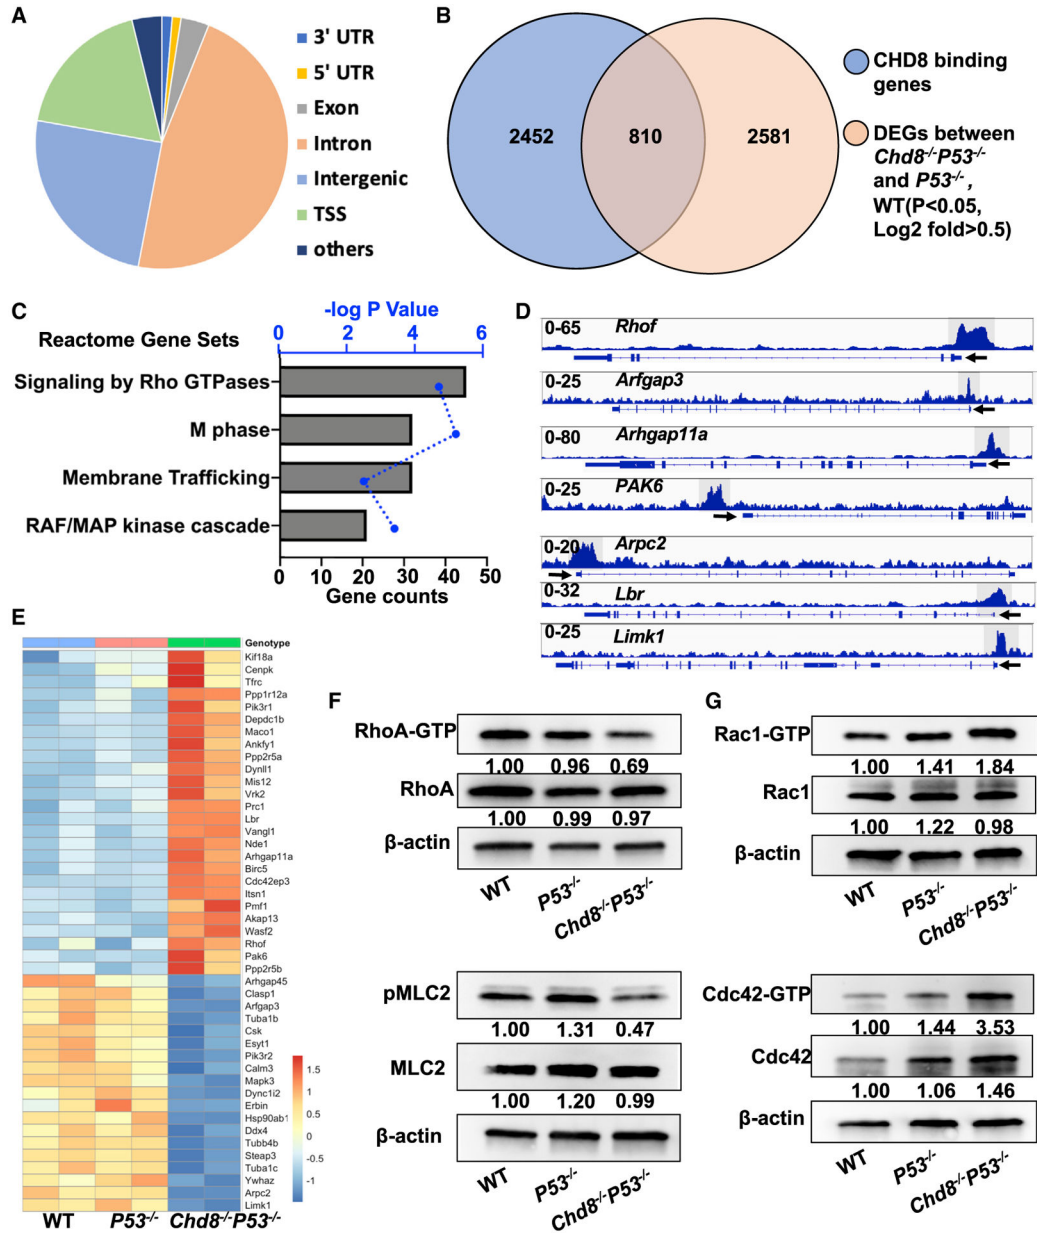 A
3' UTR
5' UTR
Exon
Intron
Intergenic
TSS
others
B
2452
810
2581
CHD8 binding
genes
DEGs between
Chd8-/-P53-/-
and P53-/- ,
WT(P<0.05,
Log2 fold>0.5)
C
-log P Value
0 2 4 6
Reactome Gene Sets
Signaling by Rho GTPases
M phase
Membrane Trafficking
RAF/MAP kinase cascade
0 10 20 30 40 50
Gene counts
D
0-65 Rhof
0-25 Arfgap3
0-80 Arhgap11a
0-25 PAK6
0-20 Arpc2
0-32 Lbr
0-25 Limk1
E
Genotype
Kif18a
Cenpk
Tfrc
Ppp1r12a
Pik3r1
Depdc1b
Maco1
Ankfy1
Ppp2r5a
Dynll1
Mis12
Vrk2
Prc1
Lbr
Vangl1
Nde1
Arhgap11a
Birc5
Cdc42ep3
Itsn1
Pmf1
Akap13
Wasf2
Rhof
Pak6
Ppp2r5b
Arhgap45
Clasp1
Arfgap3
Tuba1b
Csk
Esyt1
Pik3r2
Calm3
Mapk3
Dync1i2
Erbin
Hsp90ab1
Ddx4
Tubb4b
Steap3
Tuba1c
Ywhaz
Arpc2
Limk1
1.5
1
0.5
0
-0.5
-1
WT P53-/- Chd8-/-P53-/-
F
RhoA-GTP
1.00 0.96 0.69
RhoA
1.00 0.99 0.97
β-actin
WT P53-/- Chd8-/-P53-/-
pMLC2
1.00 1.31 0.47
MLC2
1.00 1.20 0.99
β-actin
WT P53-/- Chd8-/-P53-/-
G
Rac1-GTP
1.00 1.41 1.84
Rac1
1.00 1.22 0.98
β-actin
WT P53-/- Chd8-/-P53-/-
Cdc42-GTP
1.00 1.44 3.53
Cdc42
1.00 1.06 1.46
β-actin
WT P53-/- Chd8-/-P53-/-